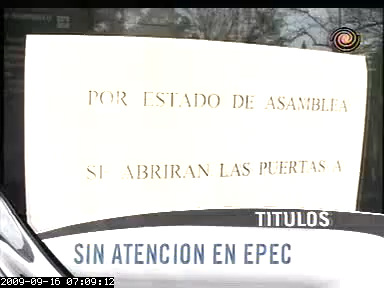 POR ESTADO DE ASAMBLEA
SE ABRIRAN LAS PUERTAS A
TITULOS
SIN ATENCION EN EPEC
2009-09-16 07:09:12